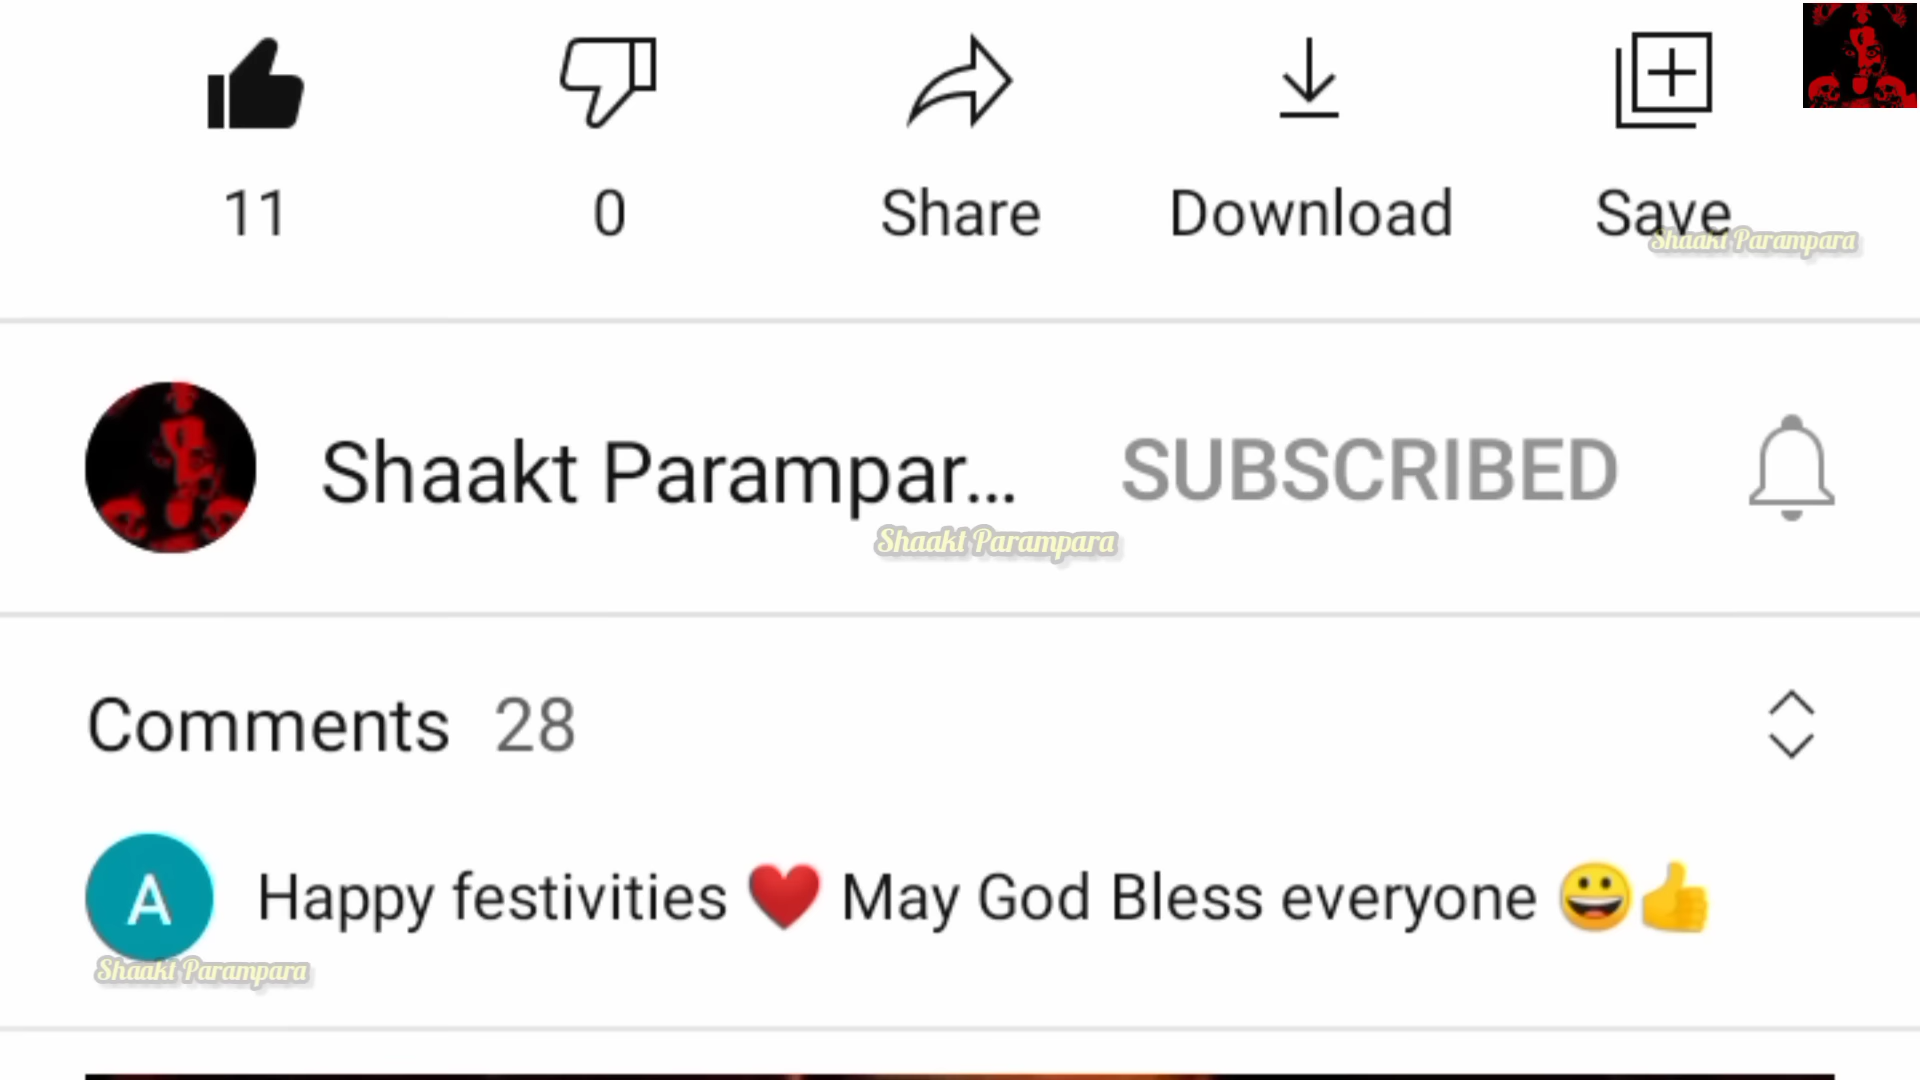 11 0 Share Download Save
Shaakt Parampara
Shaakt Parampar... SUBSCRIBED
Shaakt Parampara
Comments 28
A Happy festivities ❤️ May God Bless everyone 😀👍
Shaakt Parampara